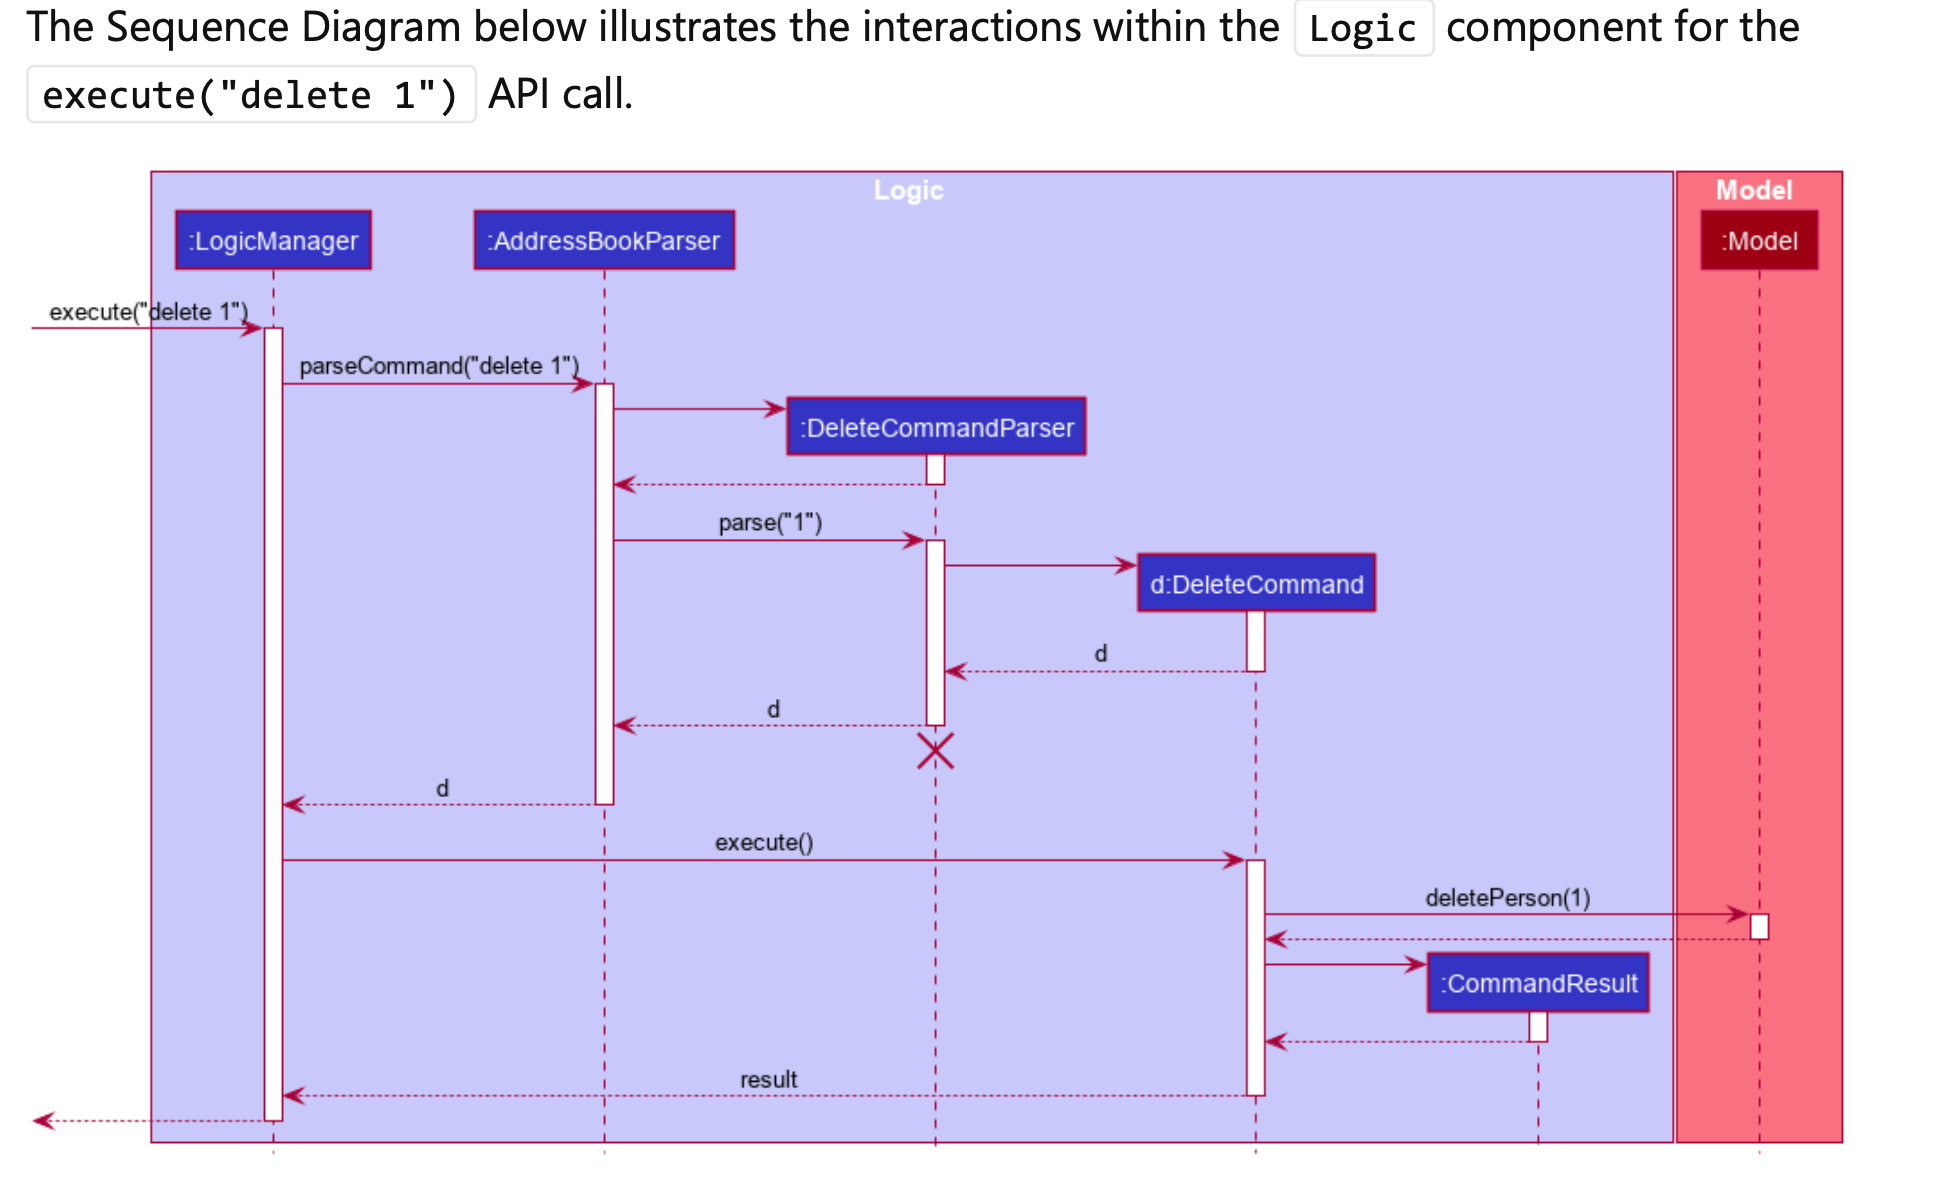 The Sequence Diagram below illustrates the interactions within the Logic component for the
execute("delete 1") API call.
Logic
Model
:LogicManager
:AddressBookParser
:Model
execute("delete 1")
parseCommand("delete 1")
:DeleteCommandParser
parse("1")
d:DeleteCommand
d
d
d
execute()
deletePerson(1)
:CommandResult
result